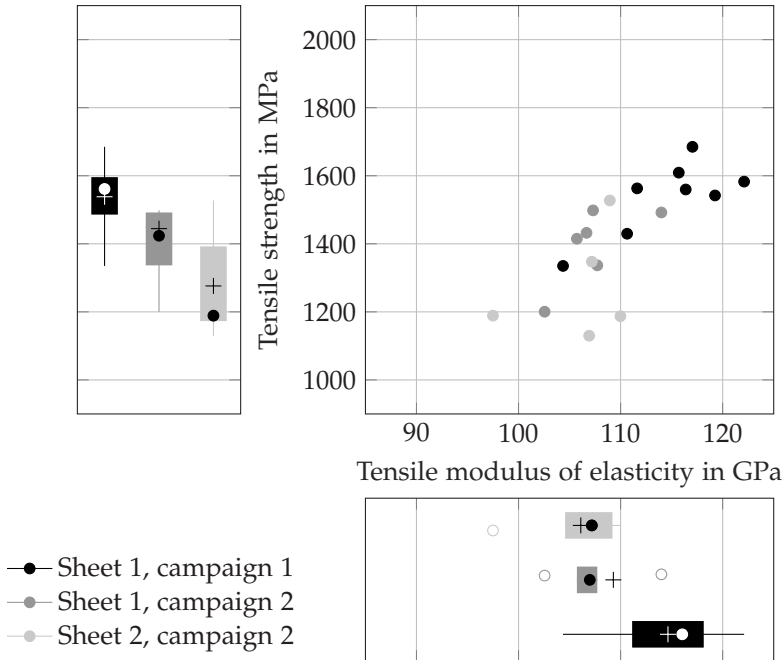 2000
1800
1600
1400
1200
1000
Tensile strength in MPa
90 100 110 120
Tensile modulus of elasticity in GPa
Sheet 1, campaign 1
Sheet 1, campaign 2
Sheet 2, campaign 2